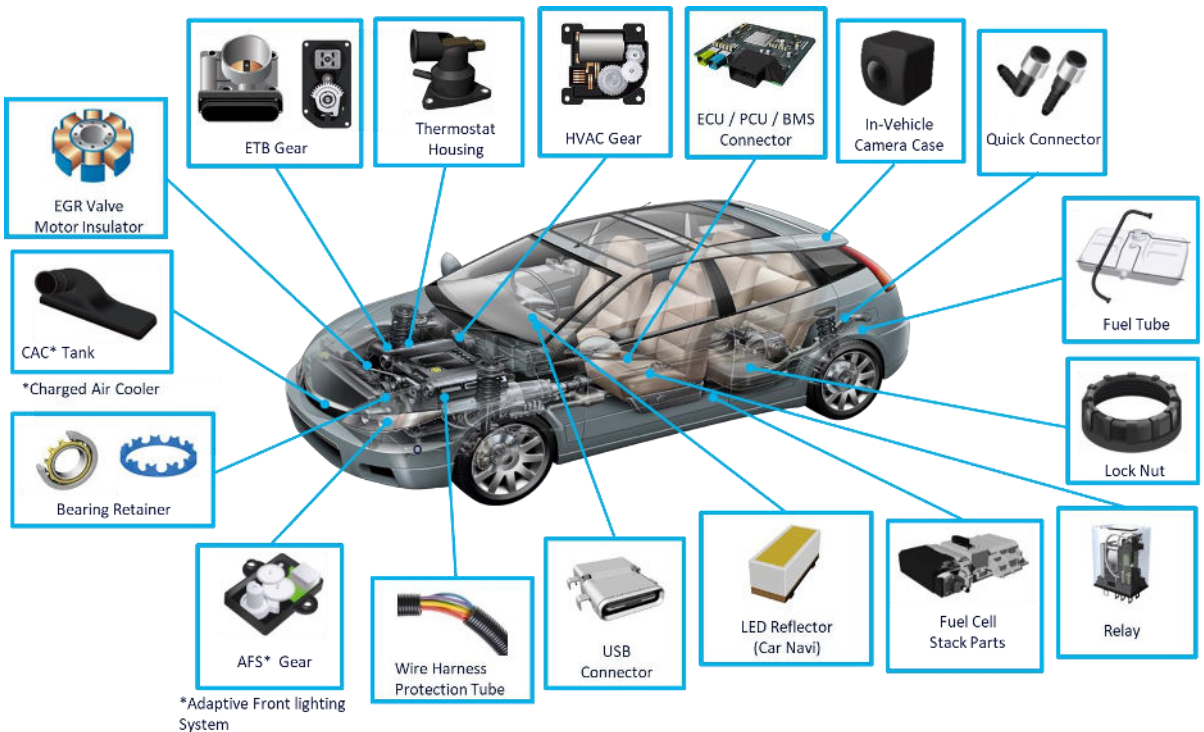 ETB Gear
Thermostat
Housing
HVAC Gear
ECU / PCU / BMS
Connector
In-Vehicle
Camera Case
Quick Connector
EGR Valve
Motor Insulator
Fuel Tube
CAC* Tank
*Charged Air Cooler
Lock Nut
Bearing Retainer
AFS* Gear
*Adaptive Front lighting
System
Wire Harness
Protection Tube
USB
Connector
LED Reflector
(Car Navi)
Fuel Cell
Stack Parts
Relay